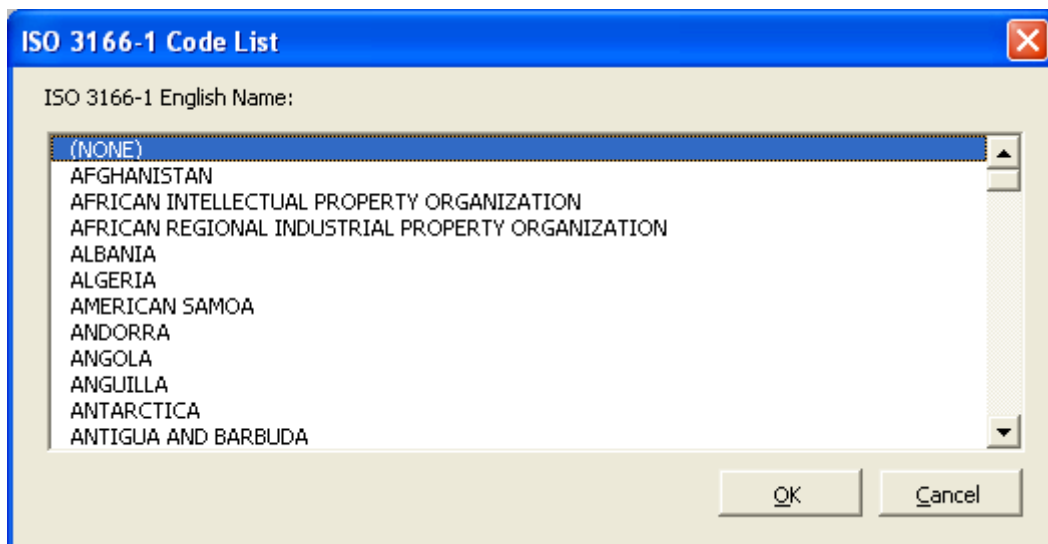 ISO 3166-1 Code List
ISO 3166-1 English Name:
(NONE)
AFGHANISTAN
AFRICAN INTELLECTUAL PROPERTY ORGANIZATION
AFRICAN REGIONAL INDUSTRIAL PROPERTY ORGANIZATION
ALBANIA
ALGERIA
AMERICAN SAMOA
ANDORRA
ANGOLA
ANGUILLA
ANTARCTICA
ANTIGUA AND BARBUDA
OK Cancel